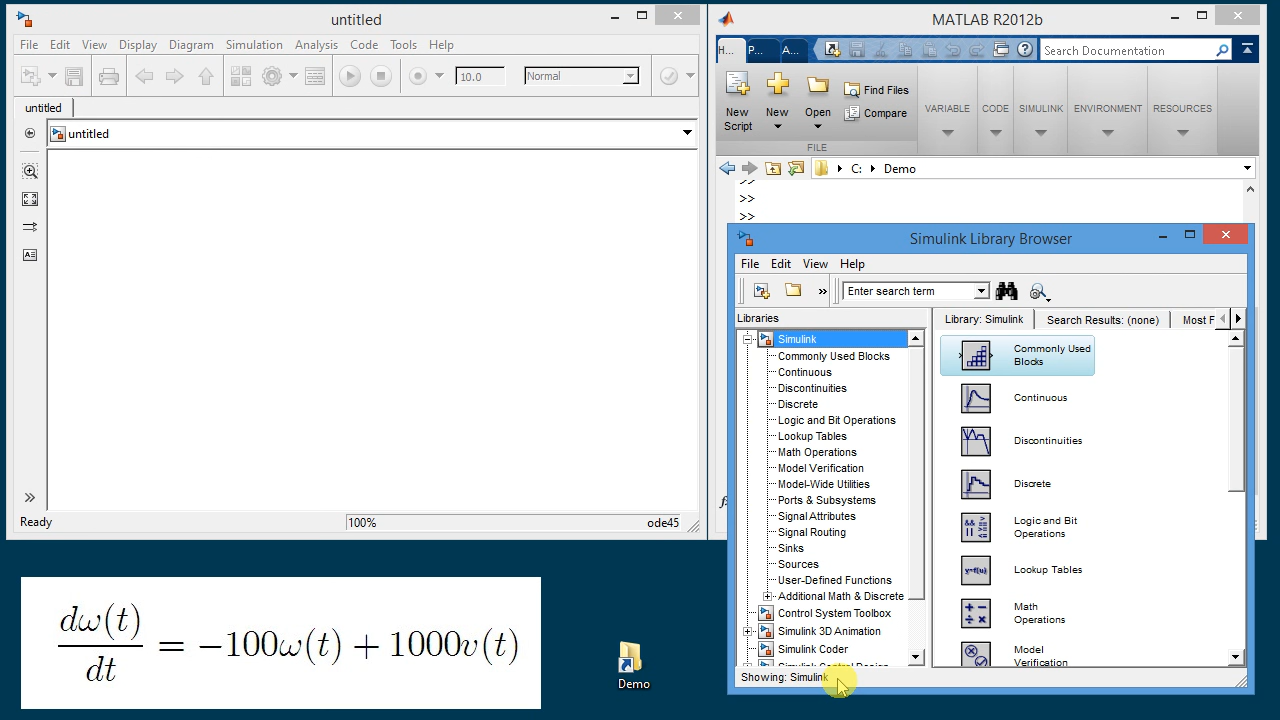 untitled
File Edit View Display Diagram Simulation Analysis Code Tools Help
10.0 Normal
untitled
untitled
Ready 100% ode45
MATLAB R2012b
H... P... A... Search Documentation
New Script
New
Open
Find Files
Compare
FILE
VARIABLE CODE SIMULINK ENVIRONMENT RESOURCES
C: Demo
>>
>>
>>
Simulink Library Browser
File Edit View Help
» Enter search term
Libraries
Simulink
Commonly Used Blocks
Continuous
Discontinuities
Discrete
Logic and Bit Operations
Lookup Tables
Math Operations
Model Verification
Model-Wide Utilities
Ports & Subsystems
Signal Attributes
Signal Routing
Sinks
Sources
User-Defined Functions
Additional Math & Discrete
Control System Toolbox
Simulink 3D Animation
Simulink Coder
Simulink Control Design
Library: Simulink Search Results: (none) Most F
Commonly Used
Blocks
Continuous
Discontinuities
Discrete
Logic and Bit
Operations
Lookup Tables
Math
Operations
Model
Verification
Showing: Simulink
dω(t)/dt = −100ω(t) + 1000v(t)
Demo